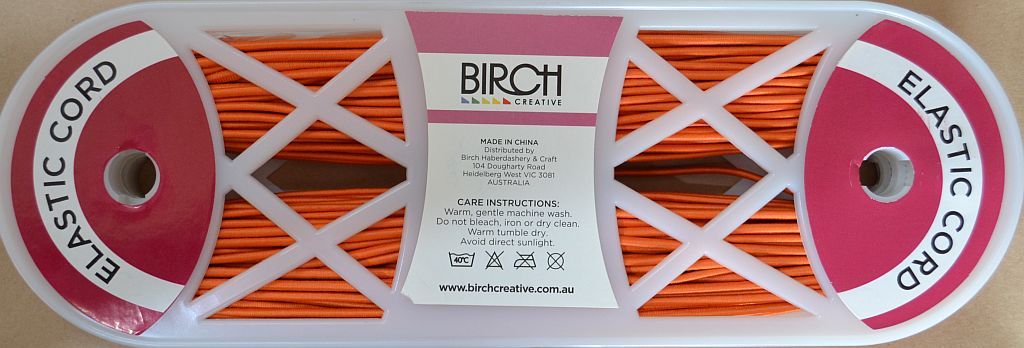 ELASTIC CORD
BIRCH
CREATIVE
MADE IN CHINA
Distributed by
Birch Haberdashery & Craft
104 Dougharty Road
Heidelberg West VIC 3081
AUSTRALIA
CARE INSTRUCTIONS:
Warm, gentle machine wash.
Do not bleach, iron or dry clean.
Warm tumble dry.
Avoid direct sunlight.
40°C
www.birchcreative.com.au
ELASTIC CORD